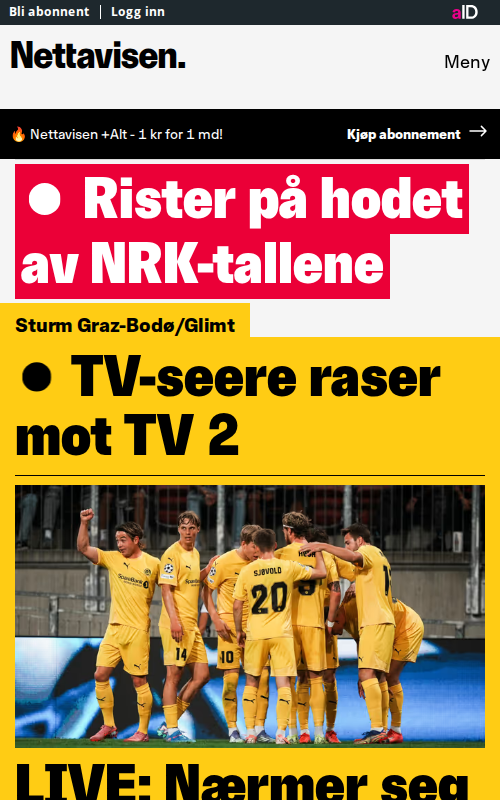 Bli abonnent | Logg inn
aID
Nettavisen.
Meny
🔥 Nettavisen +Alt - 1 kr for 1 md!
Kjøp abonnement →
● Rister på hodet
av NRK-tallene
Sturm Graz-Bodø/Glimt
● TV-seere raser
mot TV 2
SpareBank
SJØVOLD
20
14
10
LIVE: Nærmer seg